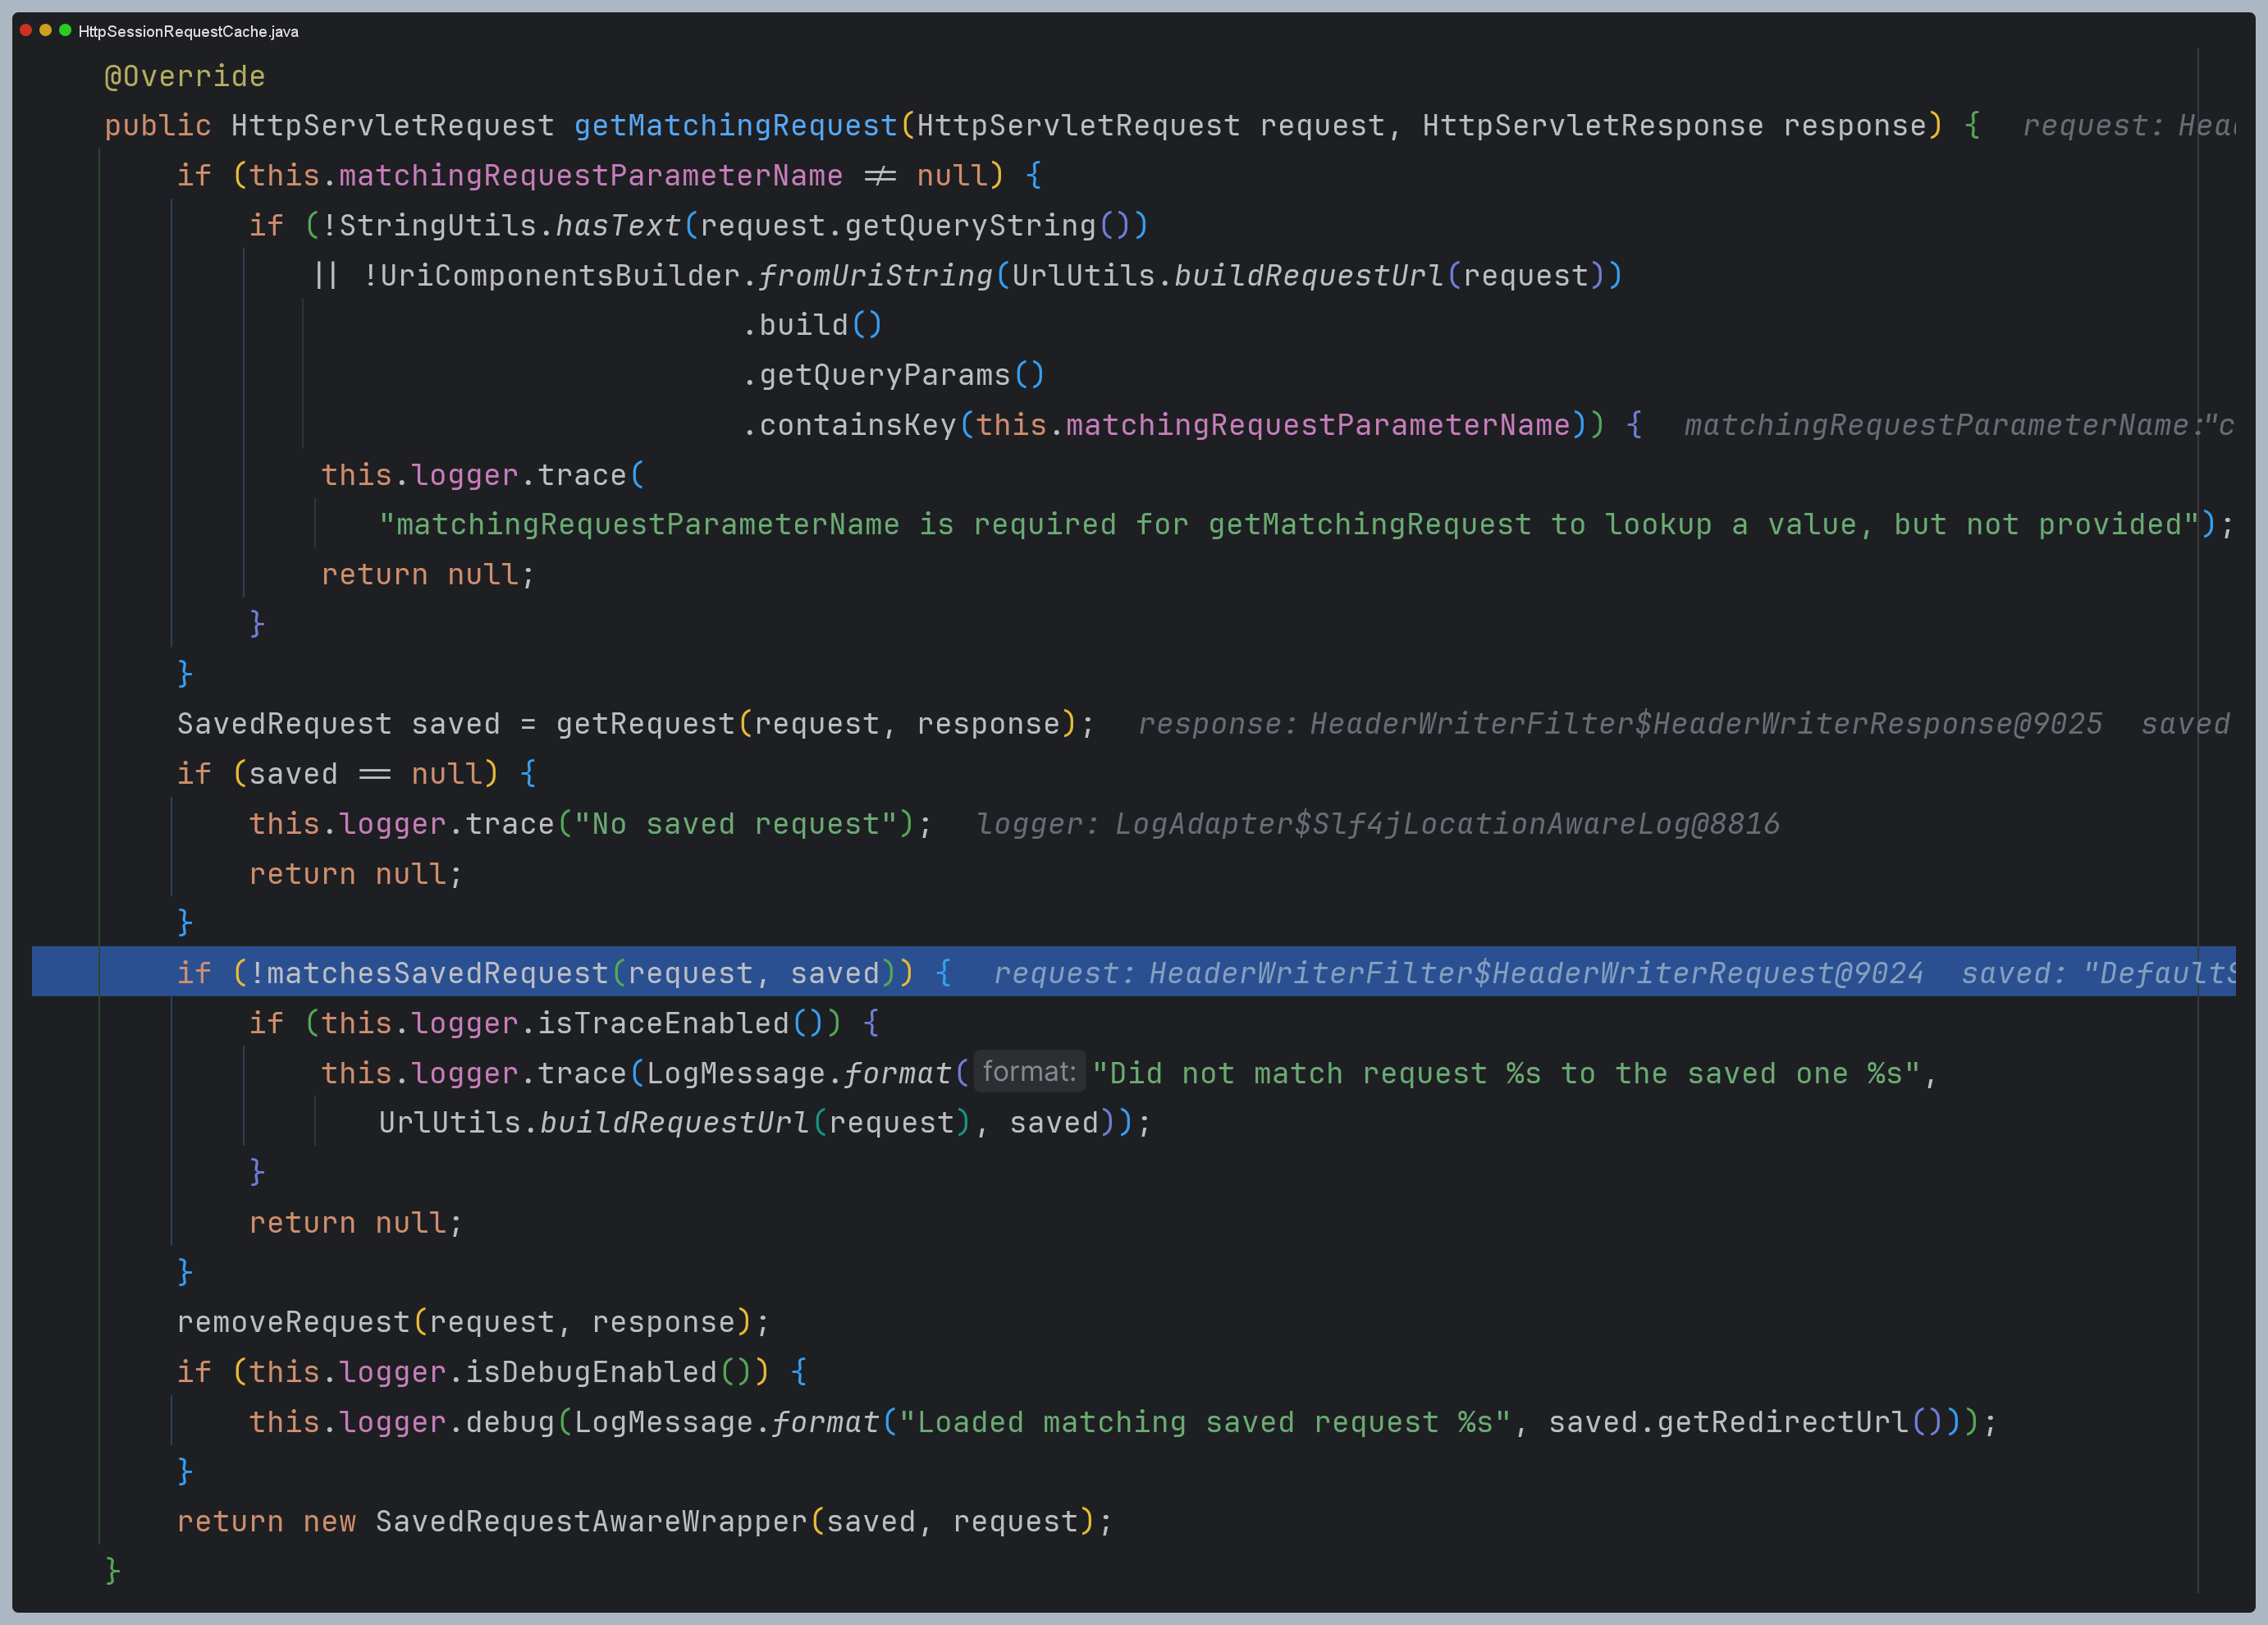 HttpSessionRequestCache.java
@Override
public HttpServletRequest getMatchingRequest(HttpServletRequest request, HttpServletResponse response) { request: Hea
if (this.matchingRequestParameterName != null) {
if (!StringUtils.hasText(request.getQueryString())
|| !UriComponentsBuilder.fromUriString(UrlUtils.buildRequestUrl(request))
.build()
.getQueryParams()
.containsKey(this.matchingRequestParameterName)) { matchingRequestParameterName: "c
this.logger.trace(
"matchingRequestParameterName is required for getMatchingRequest to lookup a value, but not provided");
return null;
}
}
SavedRequest saved = getRequest(request, response); response: HeaderWriterFilter$HeaderWriterResponse@9025 saved
if (saved == null) {
this.logger.trace("No saved request"); logger: LogAdapter$Slf4jLocationAwareLog@8816
return null;
}
if (!matchesSavedRequest(request, saved)) { request: HeaderWriterFilter$HeaderWriterRequest@9024 saved: "DefaultS
if (this.logger.isTraceEnabled()) {
this.logger.trace(LogMessage.format( format: "Did not match request %s to the saved one %s",
UrlUtils.buildRequestUrl(request), saved));
}
return null;
}
removeRequest(request, response);
if (this.logger.isDebugEnabled()) {
this.logger.debug(LogMessage.format("Loaded matching saved request %s", saved.getRedirectUrl()));
}
return new SavedRequestAwareWrapper(saved, request);
}